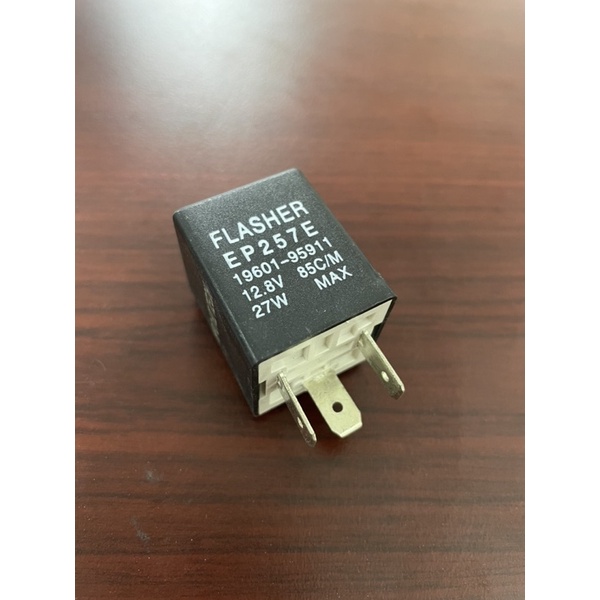 FLASHER
EP257E
19601-95911
12.8V 85C/M
27W MAX